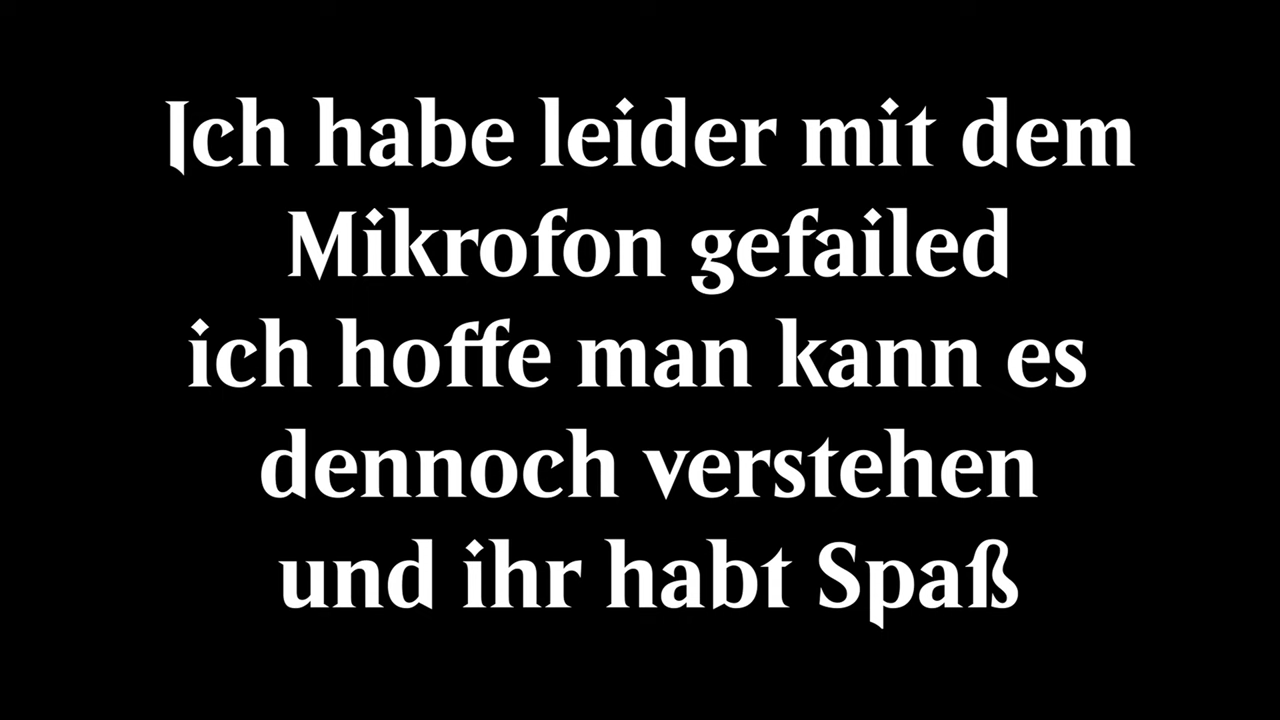 Ich habe leider mit dem
Mikrofon gefailed
ich hoffe man kann es
dennoch verstehen
und ihr habt Spaß